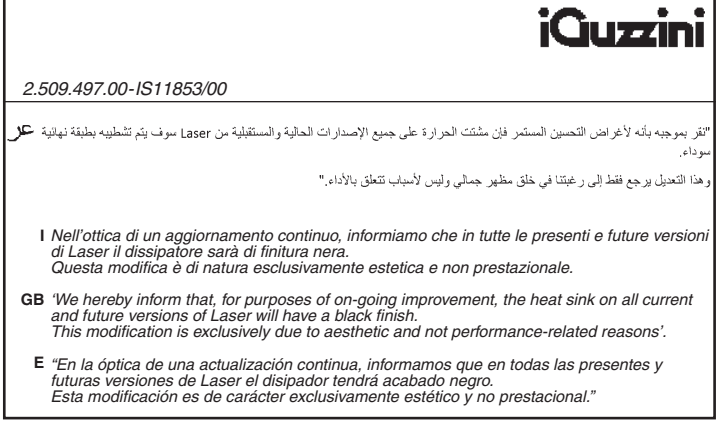 iGuzzini
2.509.497.00-IS11853/00
عر "نقر بموجبه بأنه لأغراض التحسين المستمر فإن مشتت الحرارة على جميع الإصدارات الحالية والمستقبلية من Laser سوف يتم تشطيبه بطبقة نهائية
سوداء.
وهذا التعديل يرجع فقط إلى رغبتنا في خلق مظهر جمالي وليس لأسباب تتعلق بالأداء."
I Nell'ottica di un aggiornamento continuo, informiamo che in tutte le presenti e future versioni
di Laser il dissipatore sarà di finitura nera.
Questa modifica è di natura esclusivamente estetica e non prestazionale.
GB 'We hereby inform that, for purposes of on-going improvement, the heat sink on all current
and future versions of Laser will have a black finish.
This modification is exclusively due to aesthetic and not performance-related reasons'.
E "En la óptica de una actualización continua, informamos que en todas las presentes y
futuras versiones de Laser el disipador tendrá acabado negro.
Esta modificación es de carácter exclusivamente estético y no prestacional."